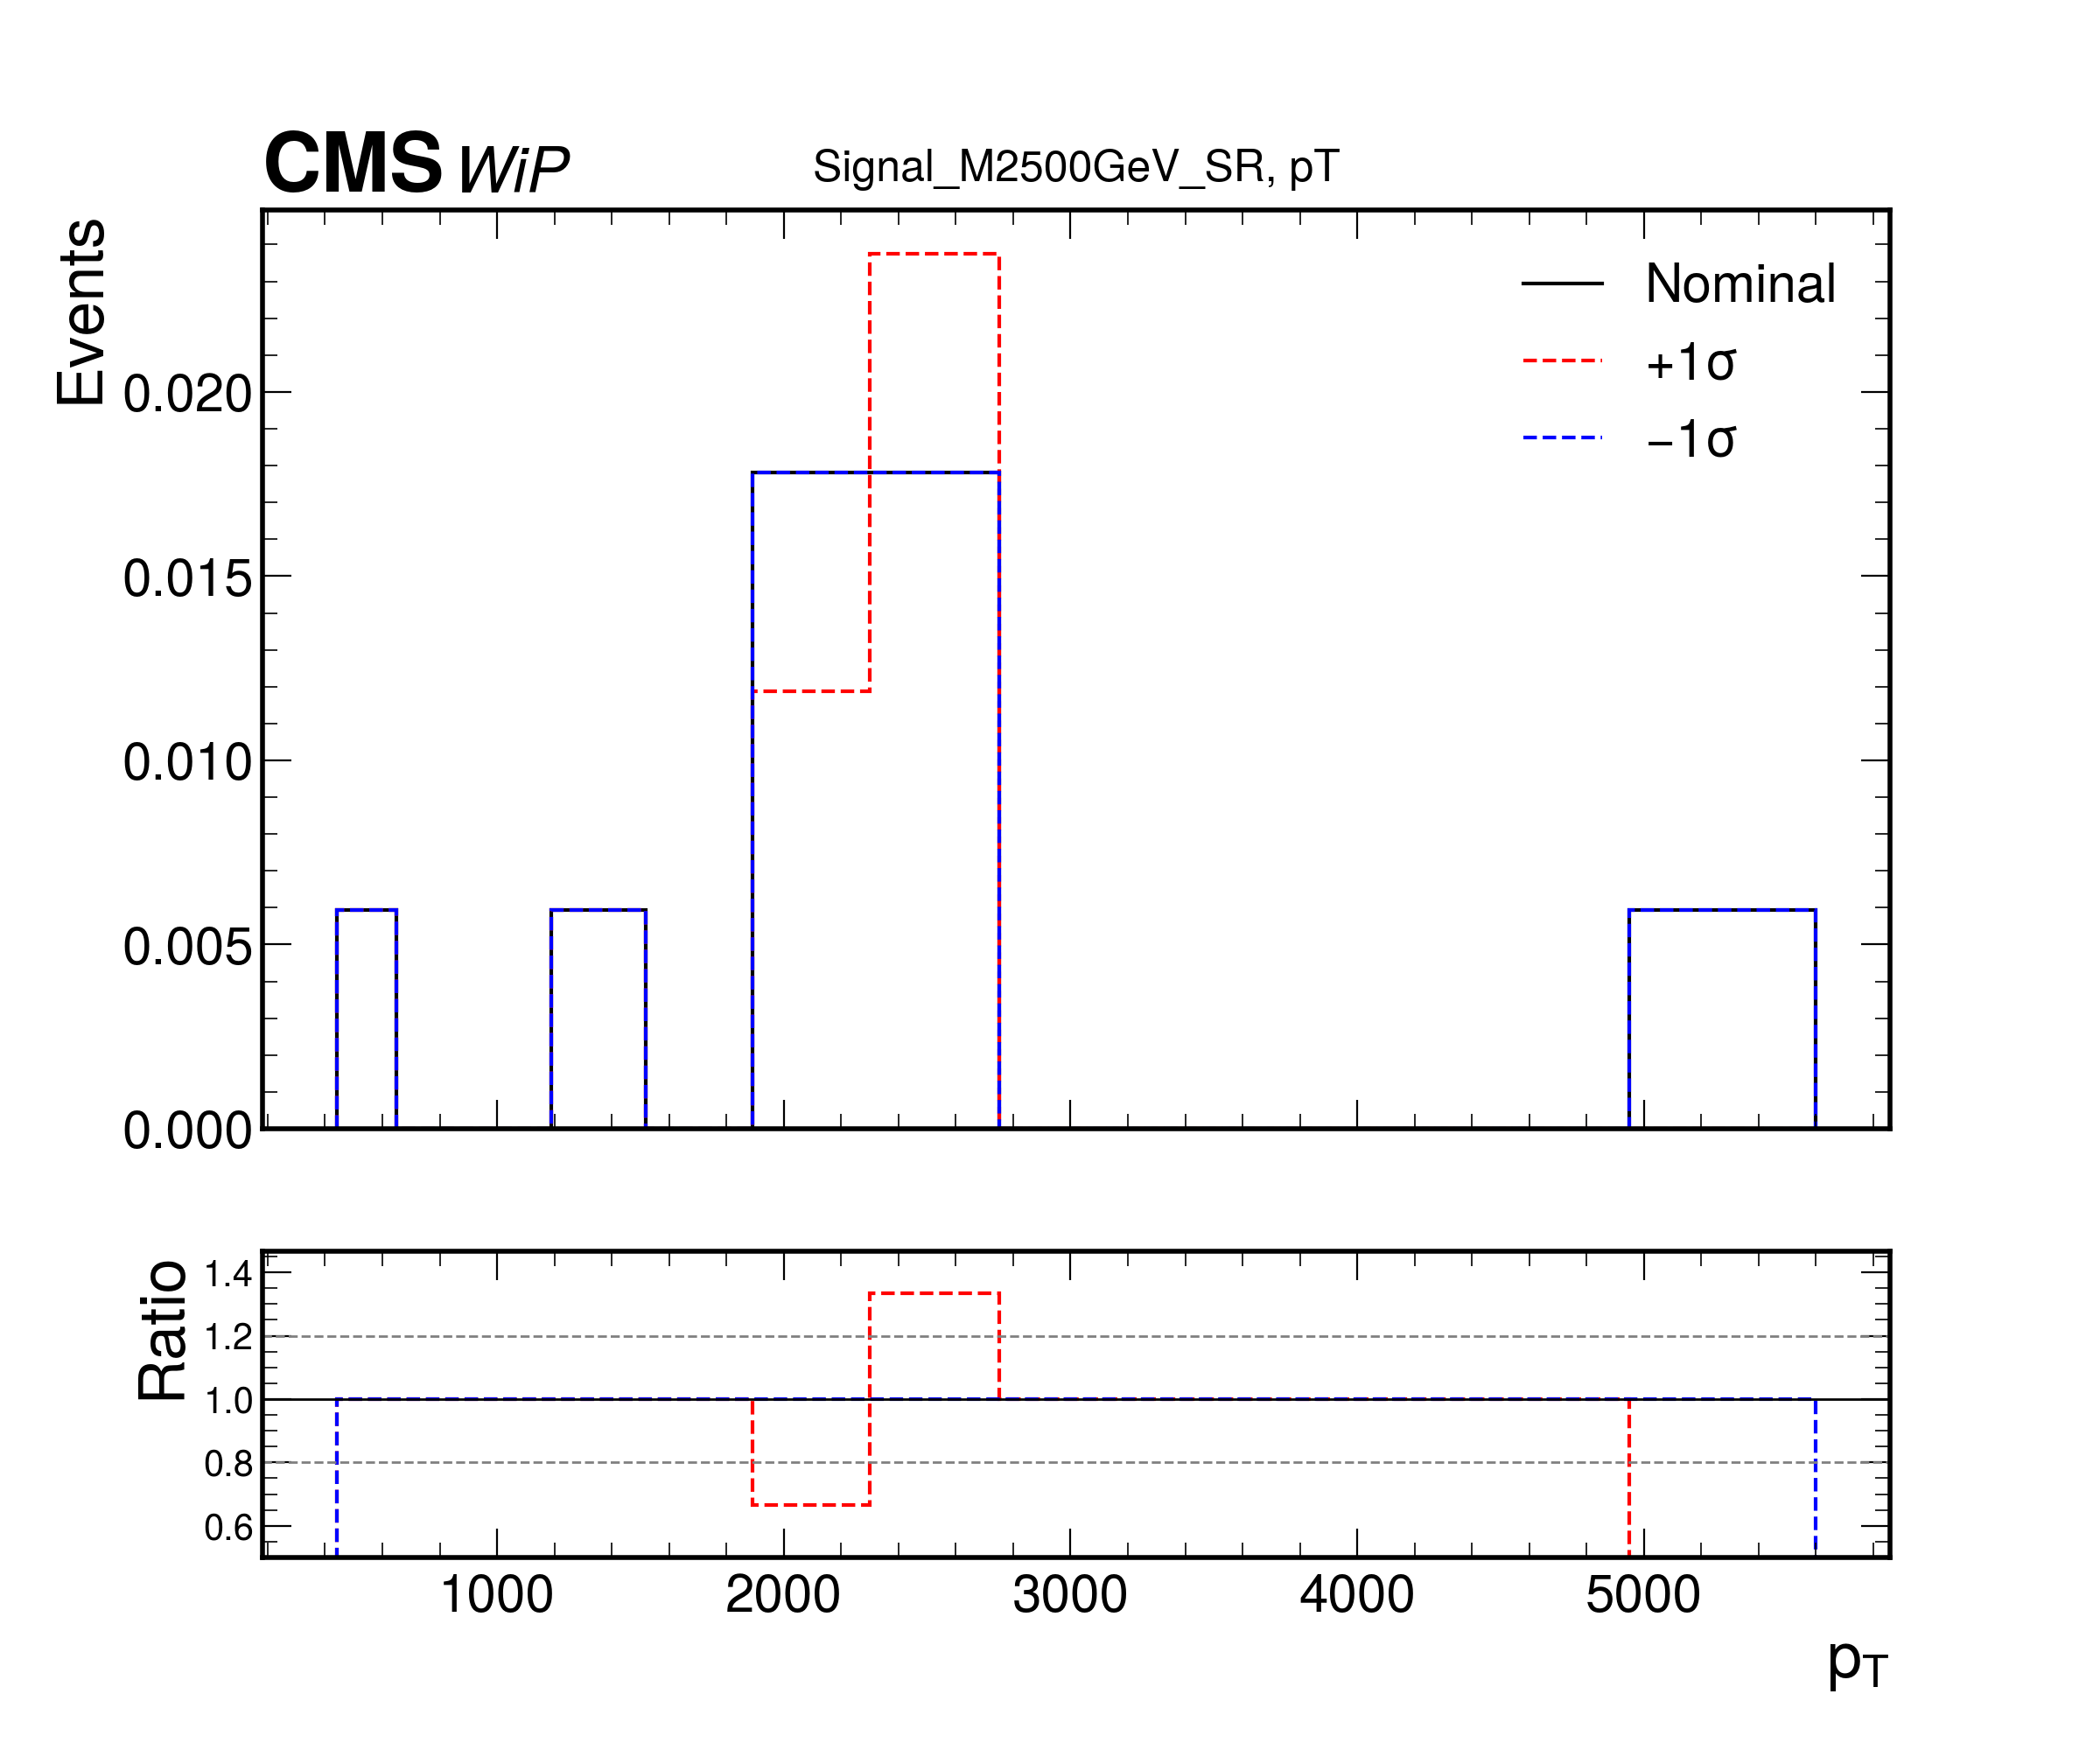 CMS WiP
Signal_M2500GeV_SR, pT
Events
0.020
0.015
0.010
0.005
0.000
Nominal
+1σ
−1σ
Ratio
1.4
1.2
1.0
0.8
0.6
1000 2000 3000 4000 5000
pT